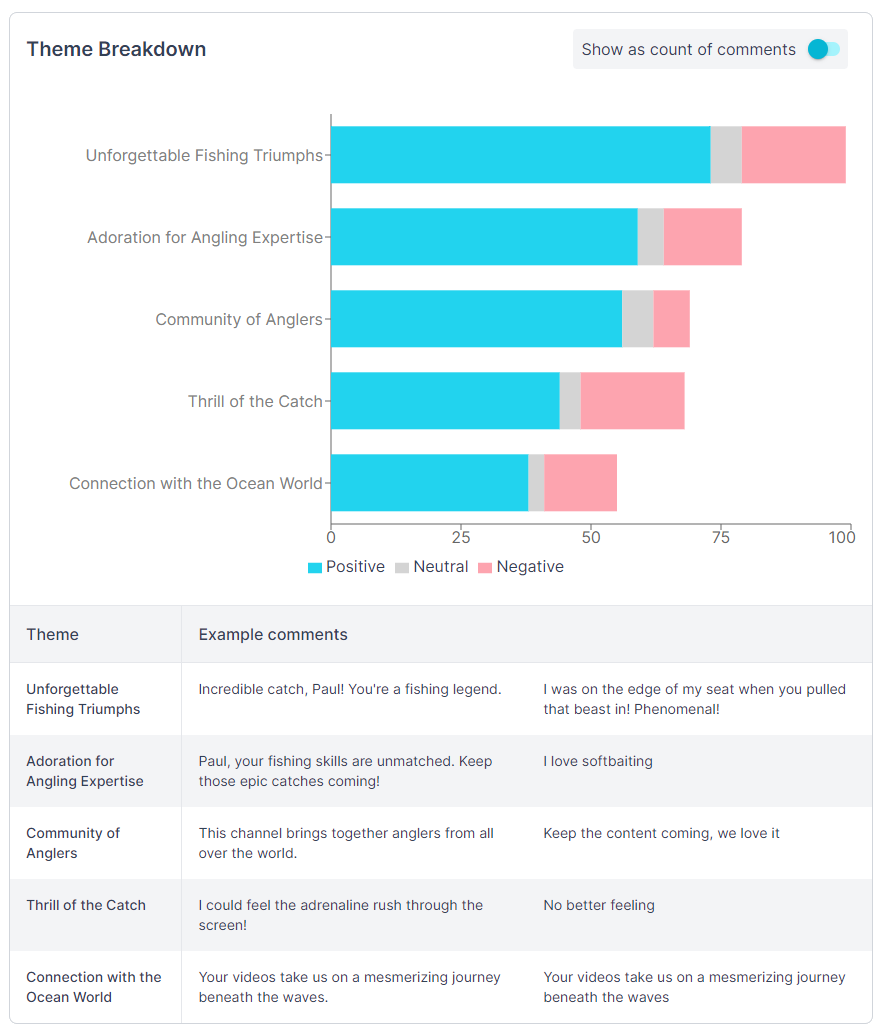 Theme Breakdown
Show as count of comments
Unforgettable Fishing Triumphs
Adoration for Angling Expertise
Community of Anglers
Thrill of the Catch
Connection with the Ocean World
0 25 50 75 100
Positive Neutral Negative
Theme
Example comments
Unforgettable
Fishing Triumphs
Incredible catch, Paul! You're a fishing legend.
I was on the edge of my seat when you pulled
that beast in! Phenomenal!
Adoration for
Angling Expertise
Paul, your fishing skills are unmatched. Keep
those epic catches coming!
I love softbaiting
Community of
Anglers
This channel brings together anglers from all
over the world.
Keep the content coming, we love it
Thrill of the Catch
I could feel the adrenaline rush through the
screen!
No better feeling
Connection with the
Ocean World
Your videos take us on a mesmerizing journey
beneath the waves.
Your videos take us on a mesmerizing journey
beneath the waves